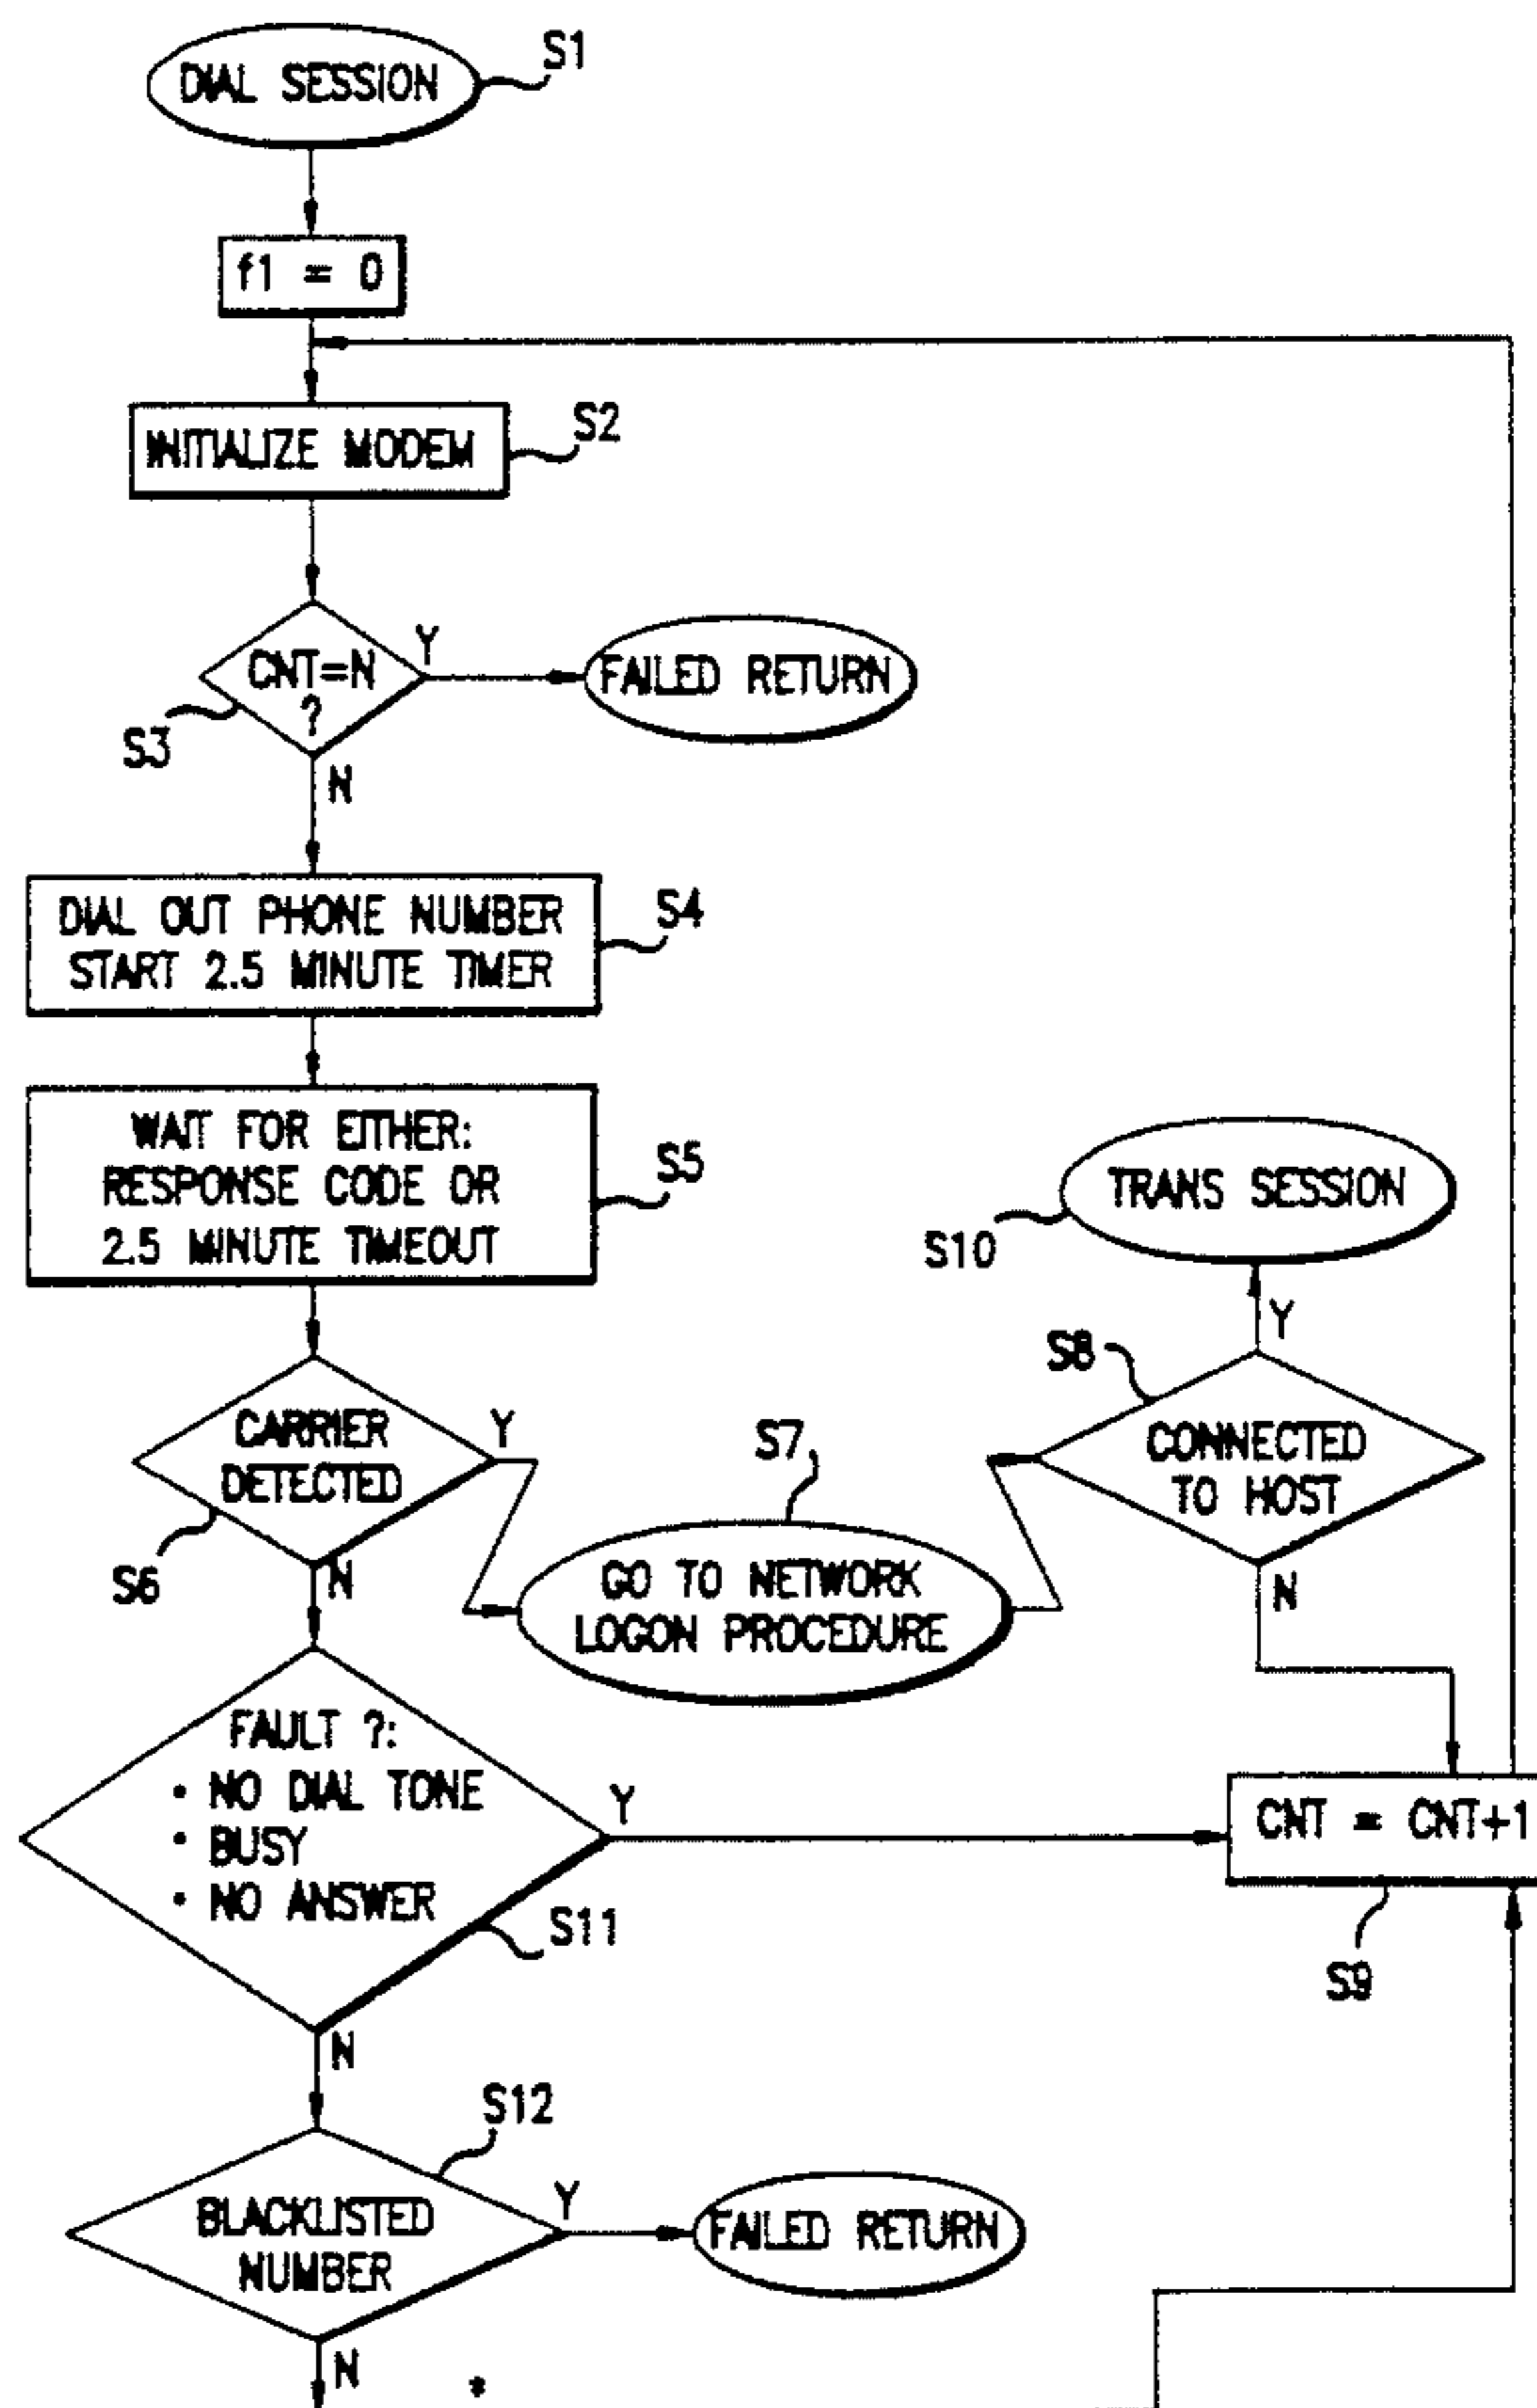 DIAL SESSION
S1
f1 = 0
INITIALIZE MODEM
S2
CNT=N
?
Y
FAILED RETURN
S3
N
DIAL OUT PHONE NUMBER
START 2.5 MINUTE TIMER
S4
WAIT FOR EITHER:
RESPONSE CODE OR
2.5 MINUTE TIMEOUT
S5
TRANS SESSION
S10
Y
S8
CONNECTED
TO HOST
N
CARRIER
DETECTED
Y
S6
N
S7
GO TO NETWORK
LOGON PROCEDURE
FAULT ?:
• NO DIAL TONE
• BUSY
• NO ANSWER
Y
S11
N
CNT = CNT+1
S9
S12
BLACKLISTED
NUMBER
Y
FAILED RETURN
N
*